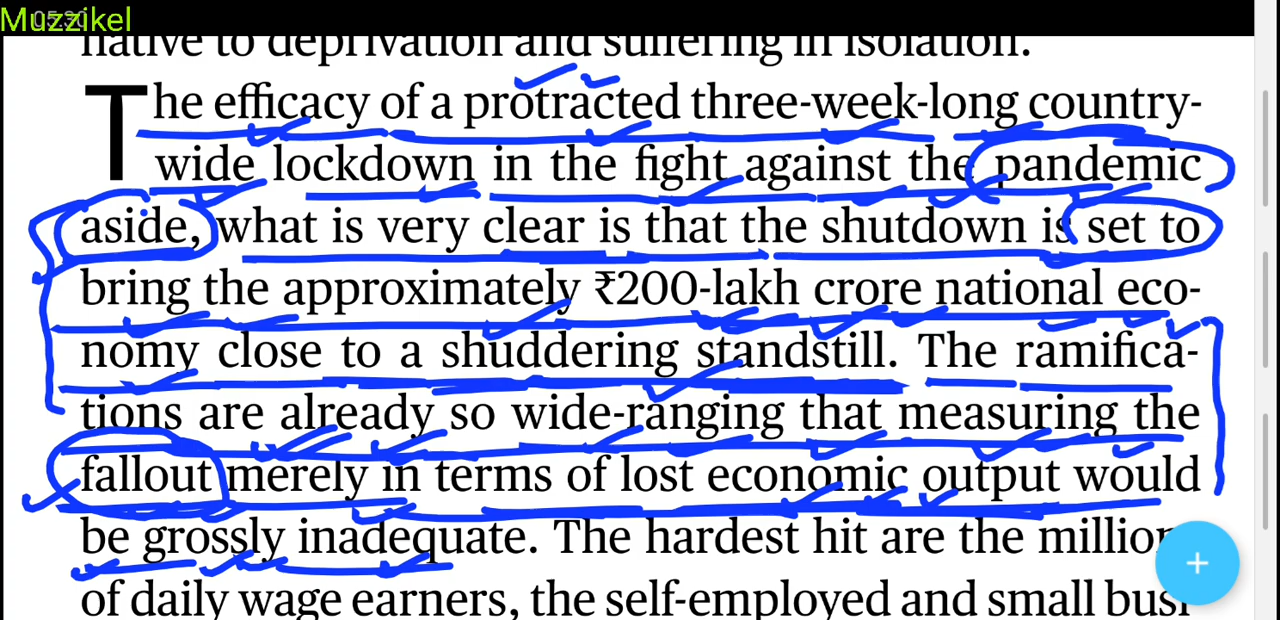 Muzzikel
05:30
native to deprivation and suffering in isolation.
The efficacy of a protracted three-week-long country-
wide lockdown in the fight against the pandemic
aside, what is very clear is that the shutdown is set to
bring the approximately ₹200-lakh crore national eco-
nomy close to a shuddering standstill. The ramifica-
tions are already so wide-ranging that measuring the
fallout merely in terms of lost economic output would
be grossly inadequate. The hardest hit are the million
of daily wage earners, the self-employed and small busi
+